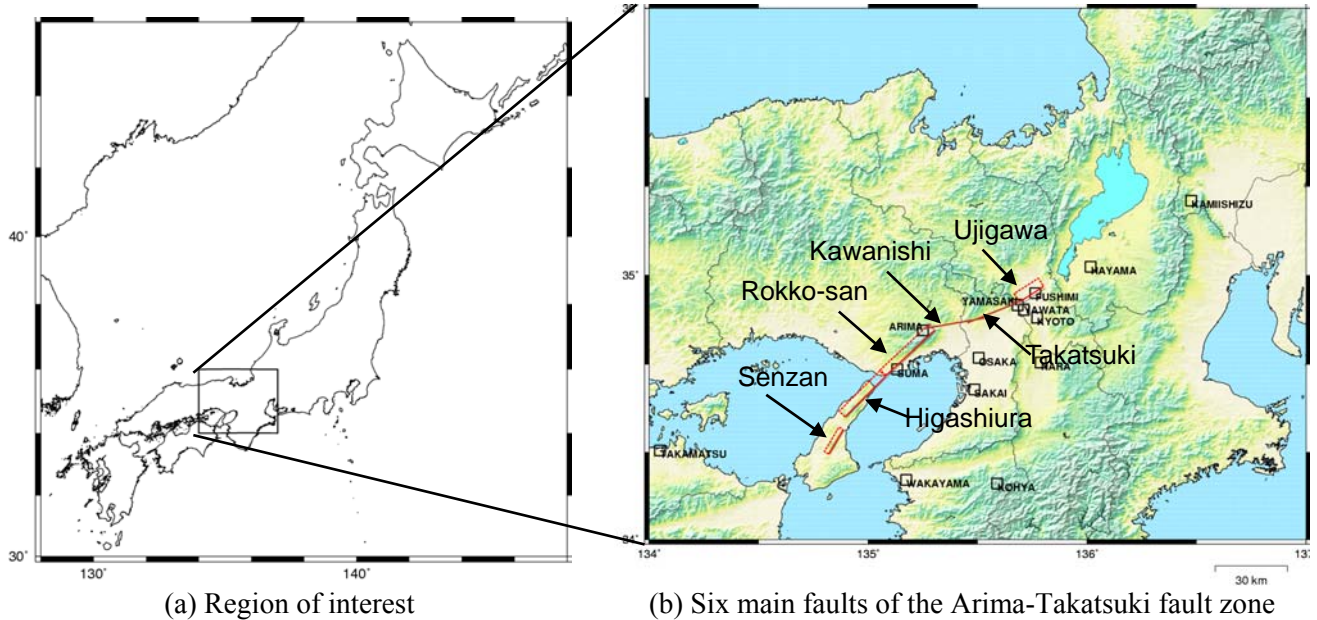 40˚
30˚
130˚
140˚
35˚
134˚
135˚
136˚
30 km
KAMIISHIZU
Ujigawa
Kawanishi
HAYAMA
Rokko-san
FUSHIMI
YAMASAKI
YAWATA
KYOTO
ARIMA
Takatsuki
OSAKA
NARA
SUMA
Senzan
SAKAI
Higashiura
TAKAMATSU
WAKAYAMA
KOHYA
(a) Region of interest
(b) Six main faults of the Arima-Takatsuki fault zone